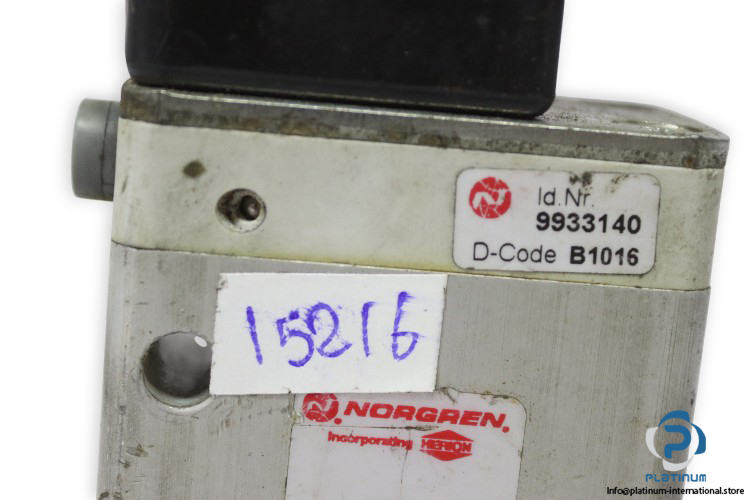 Id.Nr.
9933140
D-Code B1016
15216
NORGREN.
Incorporating HERION
PLATINUM
Info@platinum-international.store